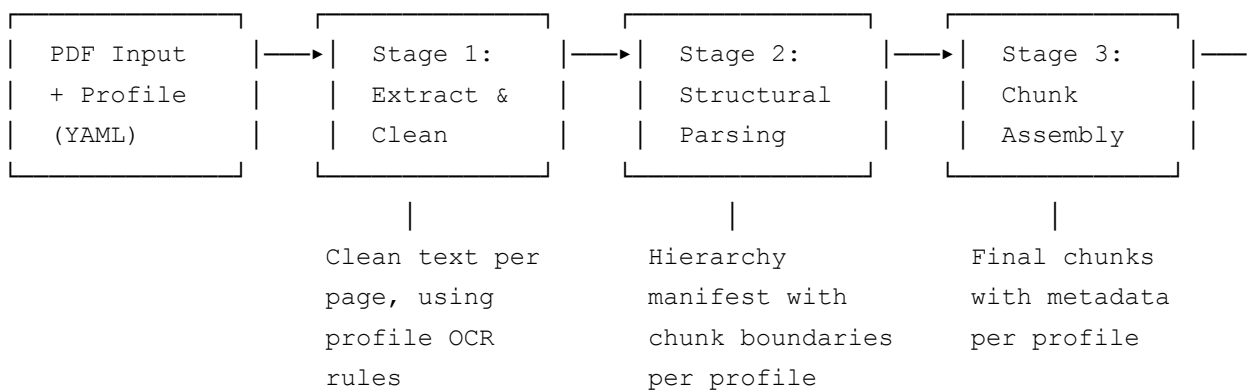 PDF Input
+ Profile
(YAML)
Stage 1:
Extract &
Clean
Stage 2:
Structural
Parsing
Stage 3:
Chunk
Assembly
Clean text per
page, using
profile OCR
rules
Hierarchy
manifest with
chunk boundaries
per profile
Final chunks
with metadata
per profile